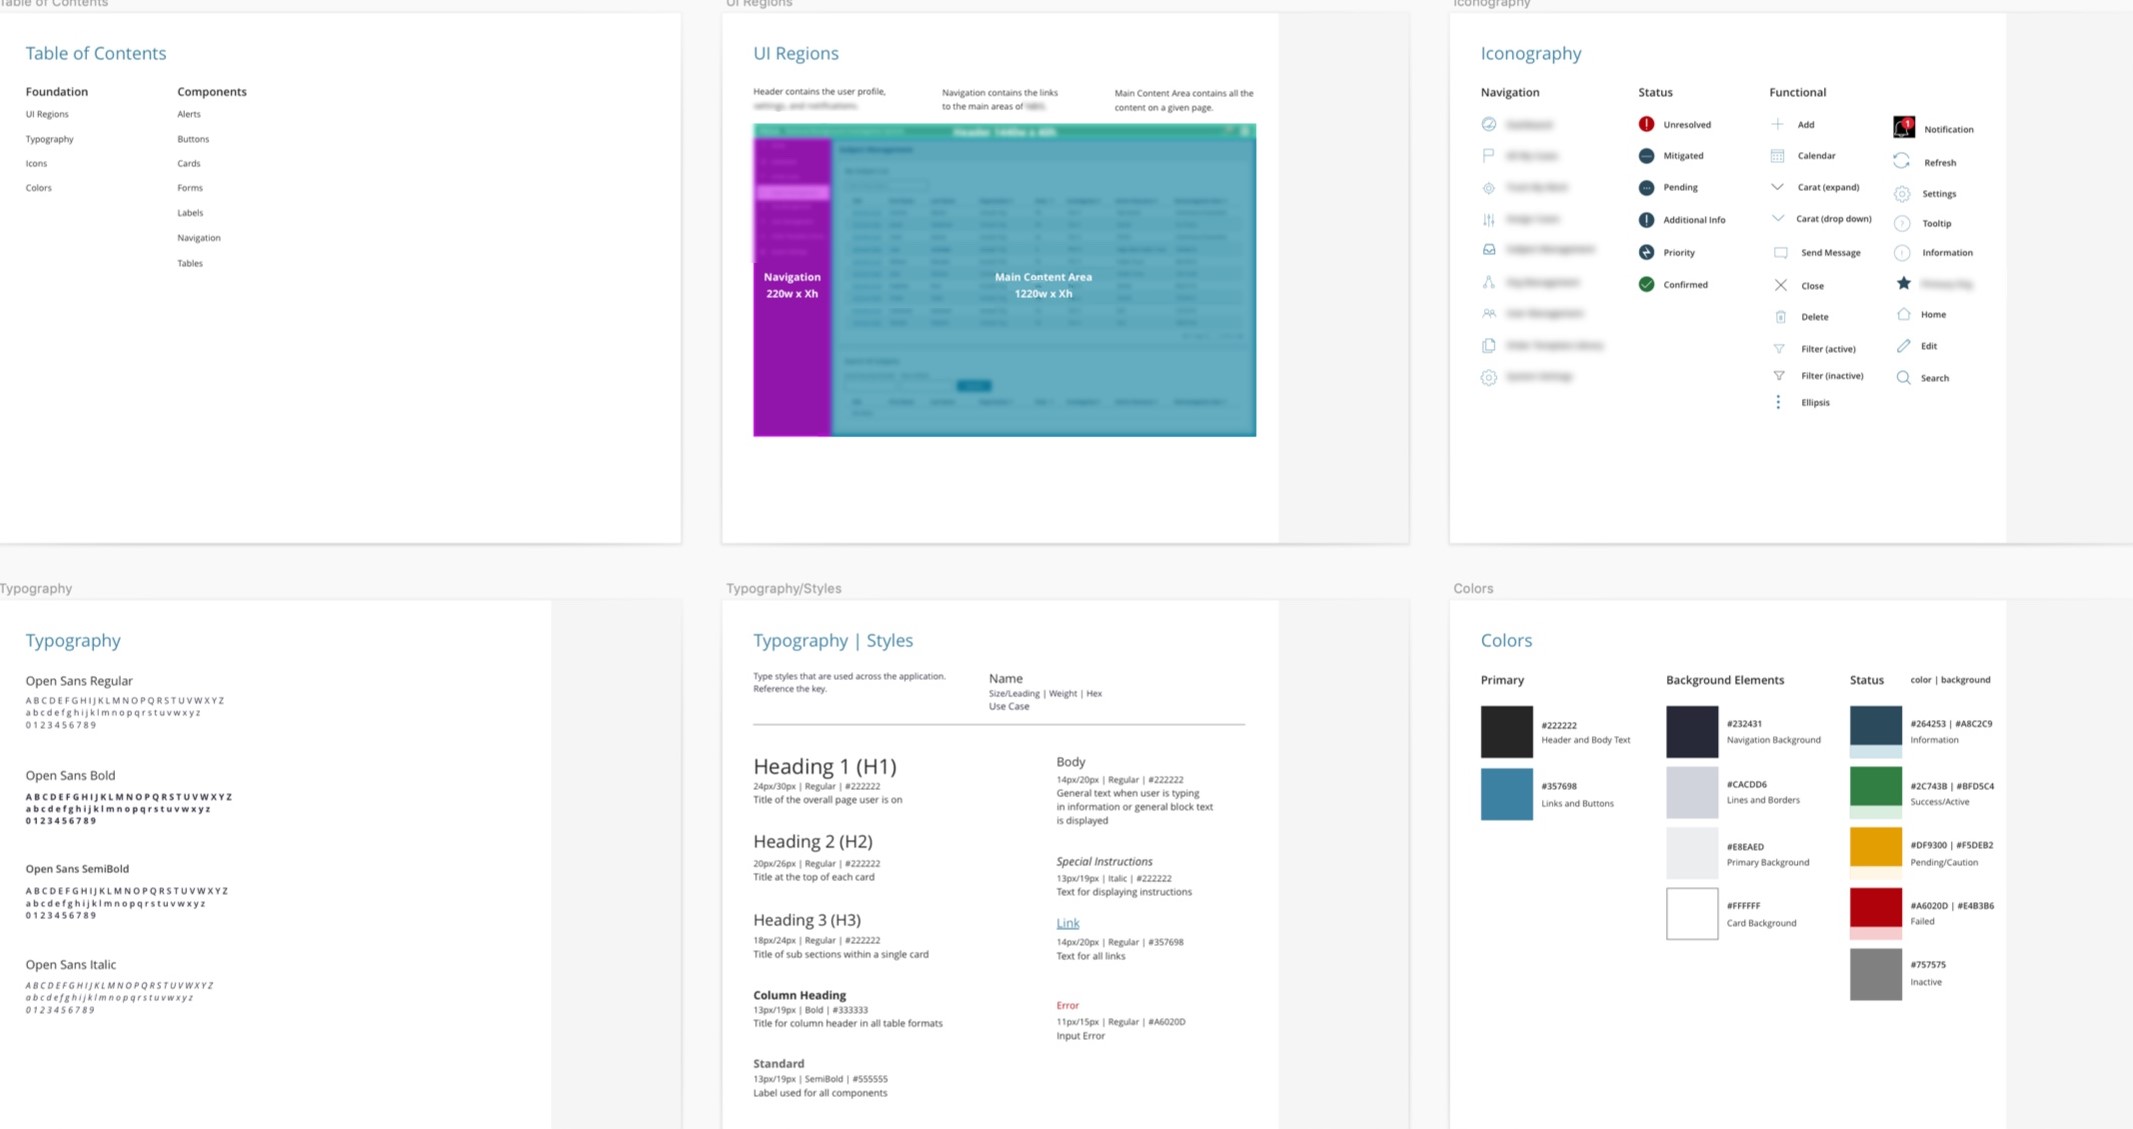 Table of Contents
Table of Contents
Foundation
UI Regions
Typography
Icons
Colors
Components
Alerts
Buttons
Cards
Forms
Labels
Navigation
Tables
UI Regions
UI Regions
Header contains the user profile,
settings, and notifications.
Navigation contains the links
to the main areas of
Main Content Area contains all the
content on a given page.
Header 1440w x 40h
Navigation
220w x Xh
Main Content Area
1220w x Xh
Iconography
Iconography
Navigation
Status
Unresolved
Mitigated
Pending
Additional Info
Priority
Confirmed
Functional
Add
Calendar
Carat (expand)
Carat (drop down)
Send Message
Close
Delete
Filter (active)
Filter (inactive)
Ellipsis
1
Notification
Refresh
Settings
Tooltip
Information
Home
Edit
Search
Typography
Typography
Open Sans Regular
A B C D E F G H I J K L M N O P Q R S T U V W X Y Z
a b c d e f g h i j k l m n o p q r s t u v w x y z
0 1 2 3 4 5 6 7 8 9
Open Sans Bold
A B C D E F G H I J K L M N O P Q R S T U V W X Y Z
a b c d e f g h i j k l m n o p q r s t u v w x y z
0 1 2 3 4 5 6 7 8 9
Open Sans SemiBold
A B C D E F G H I J K L M N O P Q R S T U V W X Y Z
a b c d e f g h i j k l m n o p q r s t u v w x y z
0 1 2 3 4 5 6 7 8 9
Open Sans Italic
A B C D E F G H I J K L M N O P Q R S T U V W X Y Z
a b c d e f g h i j k l m n o p q r s t u v w x y z
0 1 2 3 4 5 6 7 8 9
Typography/Styles
Typography | Styles
Type styles that are used across the application.
Reference the key.
Name
Size/Leading | Weight | Hex
Use Case
Heading 1 (H1)
24px/30px | Regular | #222222
Title of the overall page user is on
Heading 2 (H2)
20px/26px | Regular | #222222
Title at the top of each card
Heading 3 (H3)
18px/24px | Regular | #222222
Title of sub sections within a single card
Column Heading
13px/19px | Bold | #333333
Title for column header in all table formats
Standard
13px/19px | SemiBold | #555555
Label used for all components
Body
14px/20px | Regular | #222222
General text when user is typing
in information or general block text
is displayed
Special Instructions
13px/19px | Italic | #222222
Text for displaying instructions
Link
14px/20px | Regular | #357698
Text for all links
Error
11px/15px | Regular | #A6020D
Input Error
Colors
Colors
Primary
#222222
Header and Body Text
#357698
Links and Buttons
Background Elements
#232431
Navigation Background
#CACDD6
Lines and Borders
#E8EAED
Primary Background
#FFFFFF
Card Background
Status
color | background
#264253 | #A8C2C9
Information
#2C743B | #BFD5C4
Success/Active
#DF9300 | #F5DEB2
Pending/Caution
#A6020D | #E4B3B6
Failed
#757575
Inactive